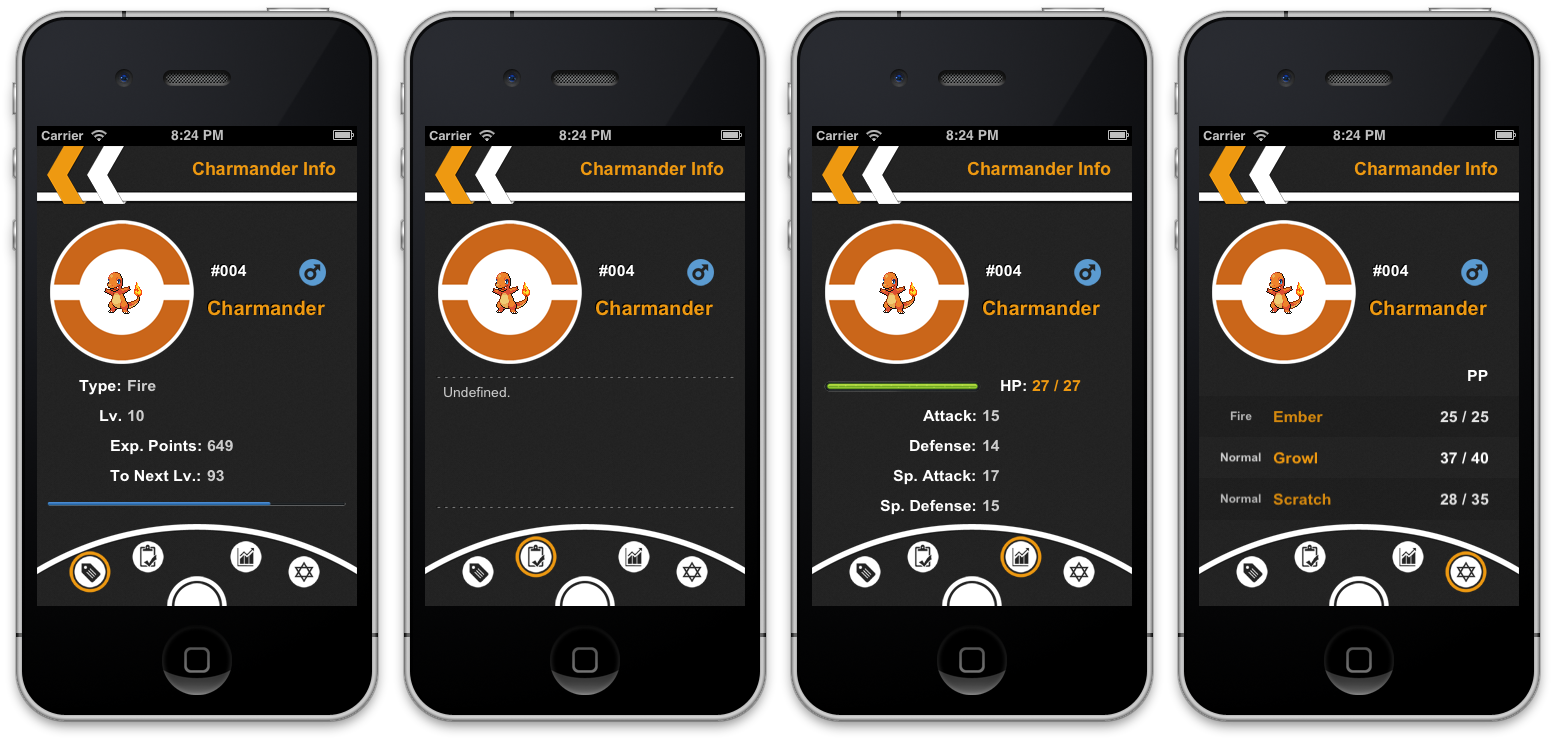 Carrier 8:24 PM
Charmander Info
#004
Charmander
Type: Fire
Lv. 10
Exp. Points: 649
To Next Lv.: 93
Carrier 8:24 PM
Charmander Info
#004
Charmander
Undefined.
Carrier 8:24 PM
Charmander Info
#004
Charmander
HP: 27 / 27
Attack: 15
Defense: 14
Sp. Attack: 17
Sp. Defense: 15
Carrier 8:24 PM
Charmander Info
#004
Charmander
PP
Fire Ember 25 / 25
Normal Growl 37 / 40
Normal Scratch 28 / 35